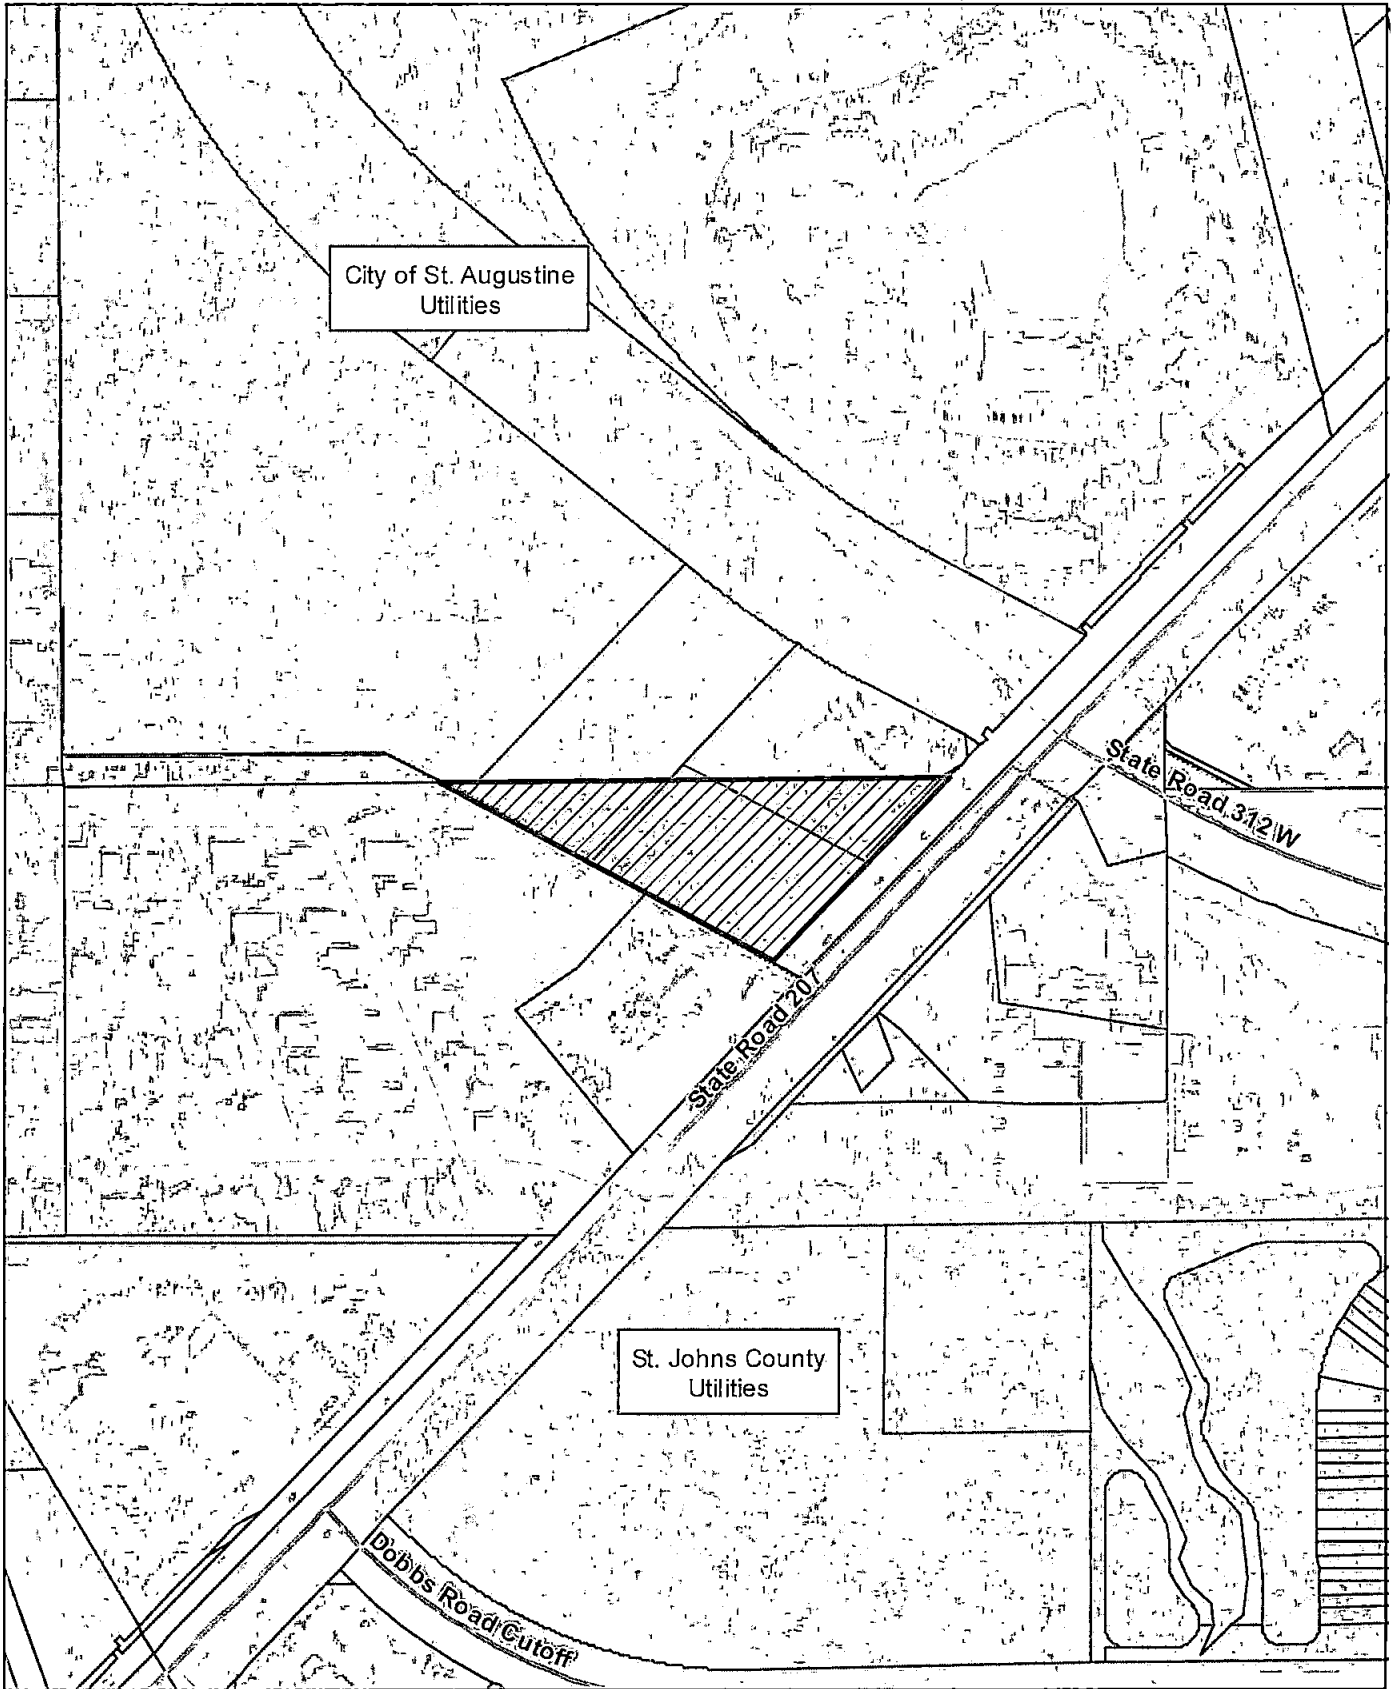 City of St. Augustine
Utilities
State Road 312 W
State Road 207
St. Johns County
Utilities
Dobbs Road Cutoff